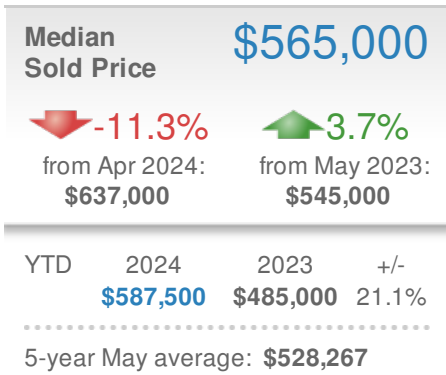 Median
Sold Price
$565,000
-11.3%
from Apr 2024:
$637,000
3.7%
from May 2023:
$545,000
YTD 2024 2023 +/-
$587,500 $485,000 21.1%
5-year May average: $528,267